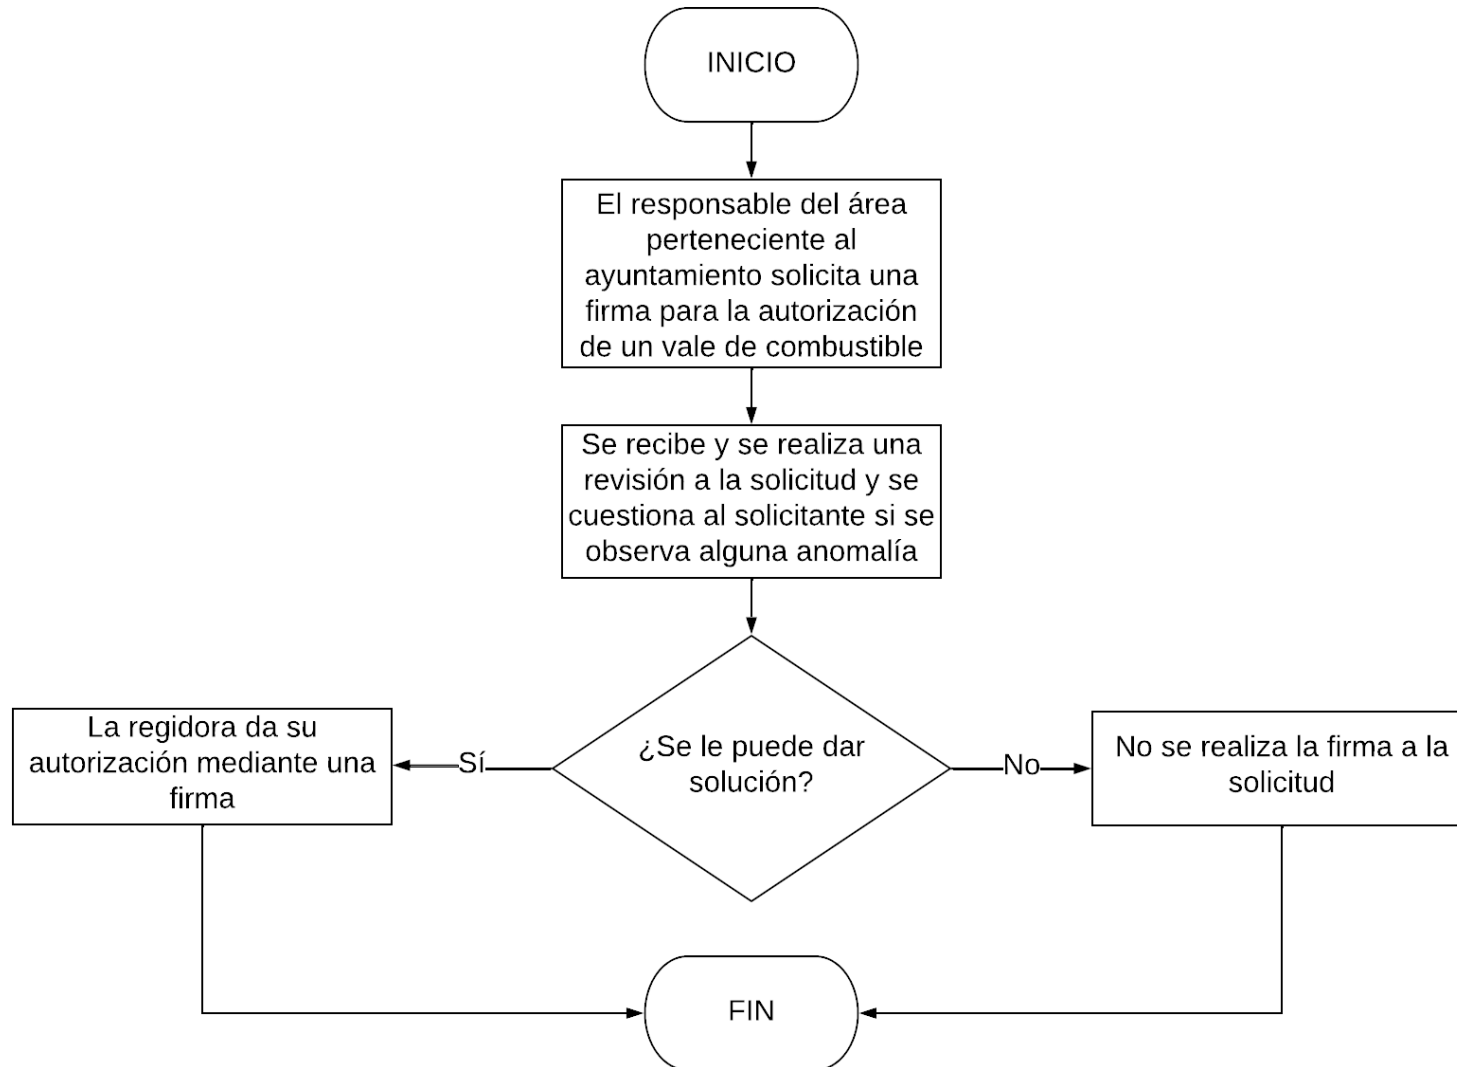 INICIO
El responsable del área
perteneciente al
ayuntamiento solicita una
firma para la autorización
de un vale de combustible
Se recibe y se realiza una
revisión a la solicitud y se
cuestiona al solicitante si se
observa alguna anomalía
¿Se le puede dar
solución?
Sí
La regidora da su
autorización mediante una
firma
No
No se realiza la firma a la
solicitud
FIN